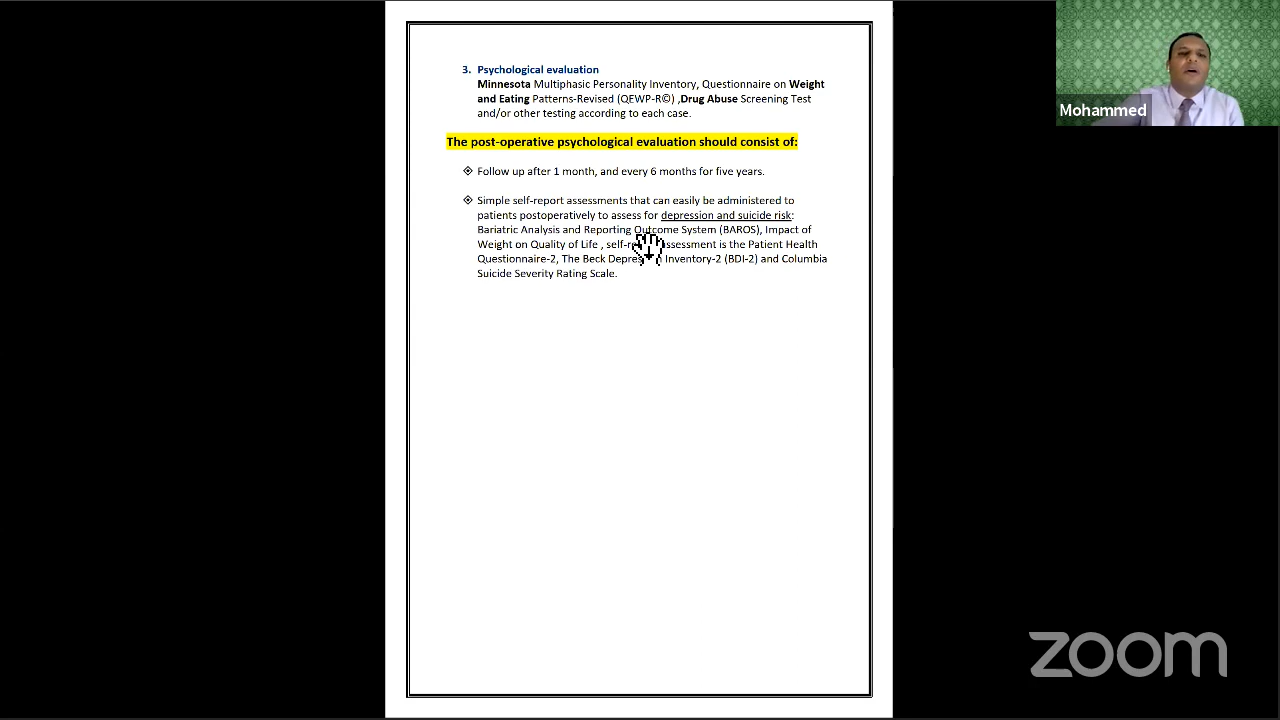 3. Psychological evaluation
Minnesota Multiphasic Personality Inventory, Questionnaire on Weight
and Eating Patterns-Revised (QEWP-R©) ,Drug Abuse Screening Test
and/or other testing according to each case.
The post-operative psychological evaluation should consist of:
Follow up after 1 month, and every 6 months for five years.
Simple self-report assessments that can easily be administered to
patients postoperatively to assess for depression and suicide risk:
Bariatric Analysis and Reporting Outcome System (BAROS), Impact of
Weight on Quality of Life , assessment is the Patient Health
Questionnaire-2, The Beck Inventory-2 (BDI-2) and Columbia
Suicide Severity Rating Scale.
Mohammed
zoom